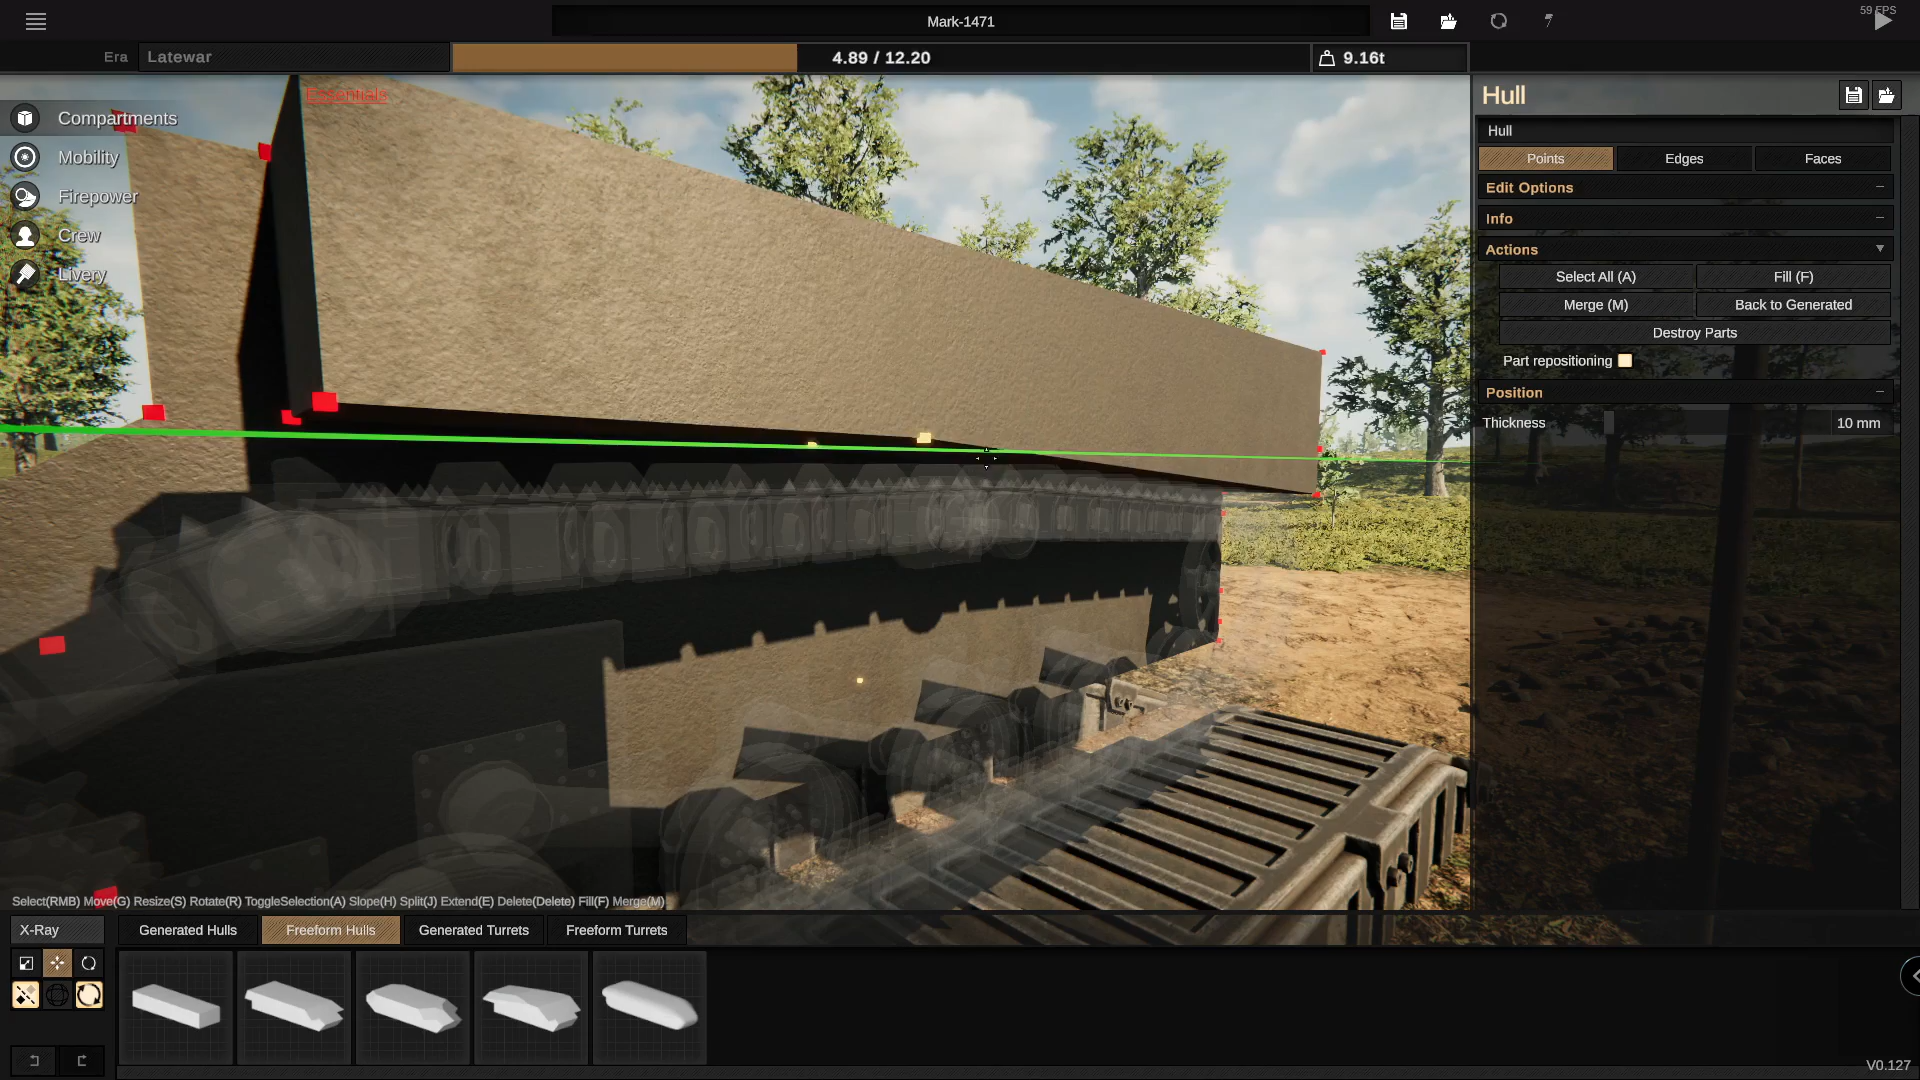 Mark-1471
59 FPS
Era
Latewar
4.89 / 12.20
9.16t
Essentials
Compartments
Mobility
Firepower
Crew
Livery
Hull
Hull
Points
Edges
Faces
Edit Options
Info
Actions
Select All (A)
Fill (F)
Merge (M)
Back to Generated
Destroy Parts
Part repositioning
Position
Thickness
10 mm
Select(RMB) Move(G) Resize(S) Rotate(R) ToggleSelection(A) Slope(H) Split(J) Extend(E) Delete(Delete) Fill(F) Merge(M)
X-Ray
Generated Hulls
Freeform Hulls
Generated Turrets
Freeform Turrets
V0.127